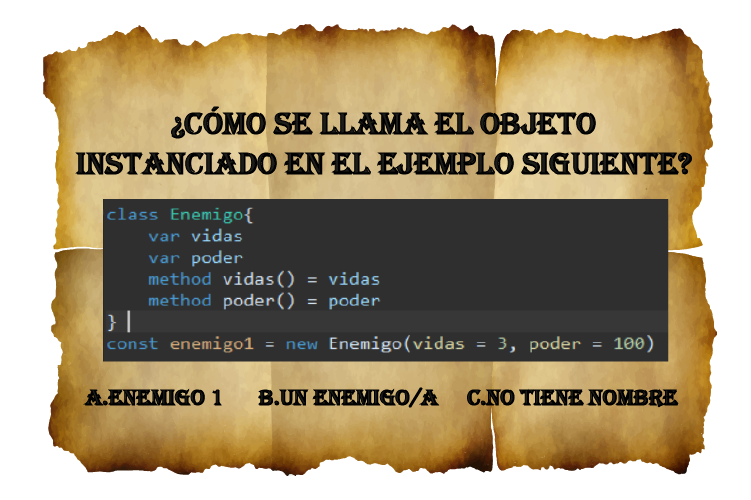 ¿CÓMO SE LLAMA EL OBJETO
INSTANCIADO EN EL EJEMPLO SIGUIENTE?
class Enemigo{
    var vidas
    var poder
    method vidas() = vidas
    method poder() = poder
}
const enemigo1 = new Enemigo(vidas = 3, poder = 100)
A.ENEMIGO 1 B.UN ENEMIGO/A C.NO TIENE NOMBRE